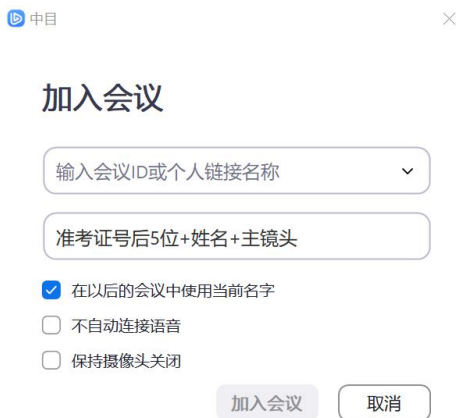 中目
加入会议
输入会议ID或个人链接名称
准考证号后5位+姓名+主镜头
在以后的会议中使用当前名字
不自动连接语音
保持摄像头关闭
加入会议 取消